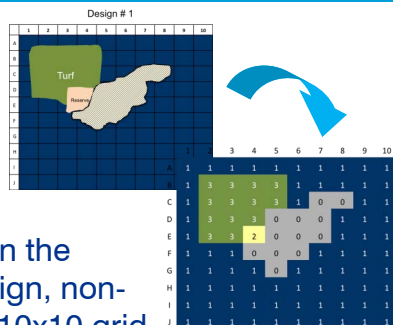 Design # 1
1 2 3 4 5 6 7 8 9 10
A
B
C
D
E
F
G
H
I
J
Turf
Reserve
1 2 3 4 5 6 7 8 9 10
A 1 1 1 1 1 1 1 1 1 1
B 1 3 3 3 3 1 1 1 1 1
C 1 3 3 3 3 1 0 0 1 1
D 1 3 3 3 0 0 0 1 1 1
E 1 3 3 2 0 0 0 1 1 1
F 1 1 1 0 0 0 1 1 1 1
G 1 1 1 1 0 1 1 1 1 1
H 1 1 1 1 1 1 1 1 1 1
I 1 1 1 1 1 1 1 1 1 1
J 1 1 1 1 1 1 1 1 1 1
n the
ign, non-
10x10 grid